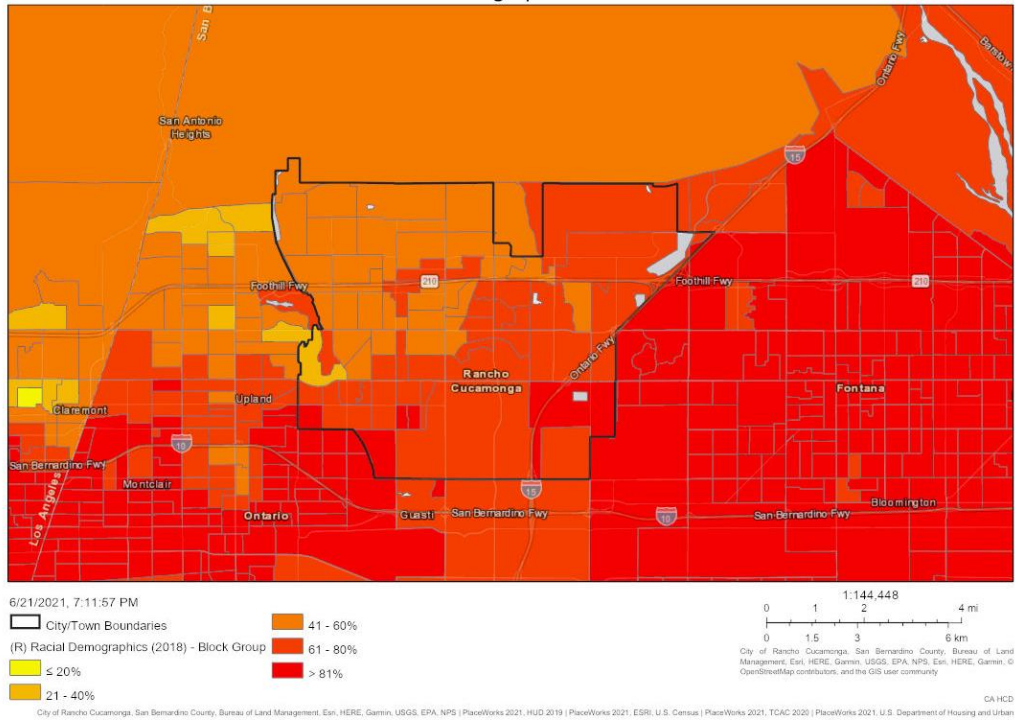 Ontario Fwy
Barstow
San B
San Antonio
Heights
15
210
Foothill Fwy
Foothill Fwy
210
Ontario Fwy
Rancho
Cucamonga
Fontana
Claremont
Upland
10
San Bernardino Fwy
Montclair
Los Angeles
15
Bloomington
Ontario
Guasti
San Bernardino Fwy
10
San Bernardino Fwy
6/21/2021, 7:11:57 PM
City/Town Boundaries
(R) Racial Demographics (2018) - Block Group
≤ 20%
21 - 40%
41 - 60%
61 - 80%
> 81%
1:144,448
0 1 2 4 mi
0 1.5 3 6 km
City of Rancho Cucamonga, San Bernardino County, Bureau of Land
Management, Esri, HERE, Garmin, USGS, EPA, NPS, Esri, HERE, Garmin, ©
OpenStreetMap contributors, and the GIS user community
CA HCD
City of Rancho Cucamonga, San Bernardino County, Bureau of Land Management, Esri, HERE, Garmin, USGS, EPA, NPS | PlaceWorks 2021, HUD 2019 | PlaceWorks 2021, ESRI, U.S. Census | PlaceWorks 2021, TCAC 2020 | PlaceWorks 2021, U.S. Department of Housing and Urban